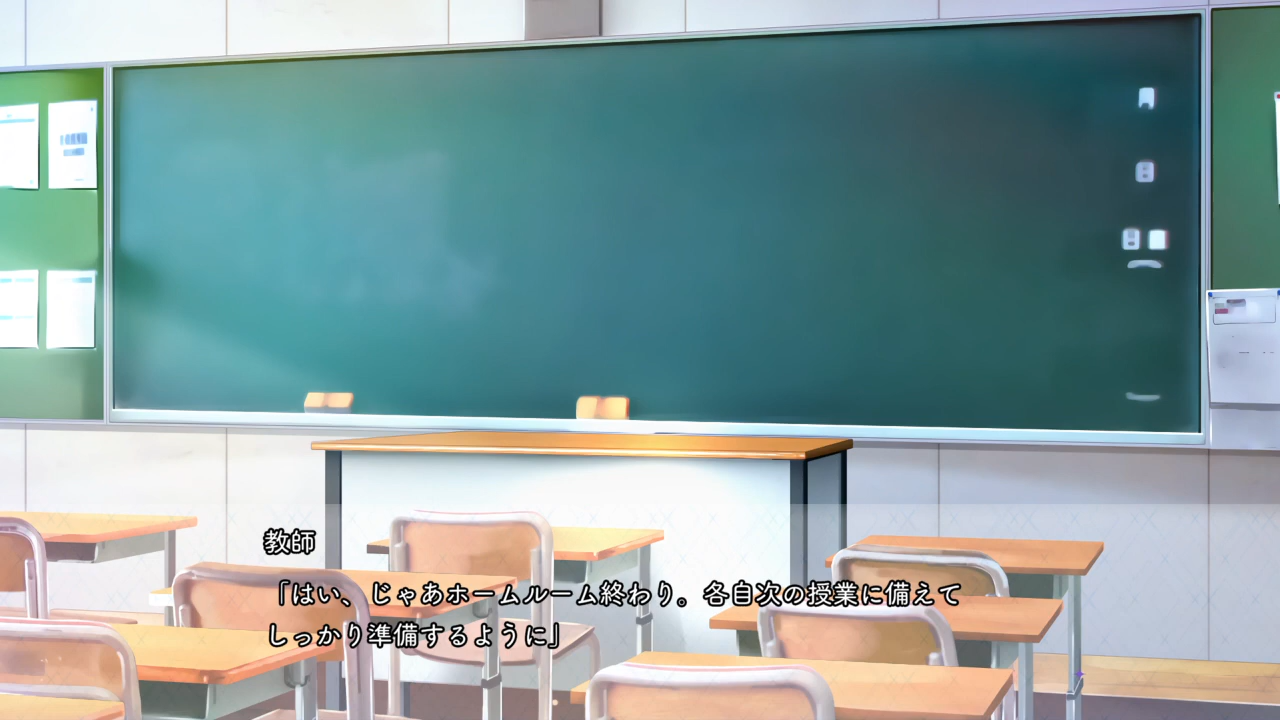 教師
「はい、じゃあホームルーム終わり。各自次の授業に備えて
しっかり準備するように」